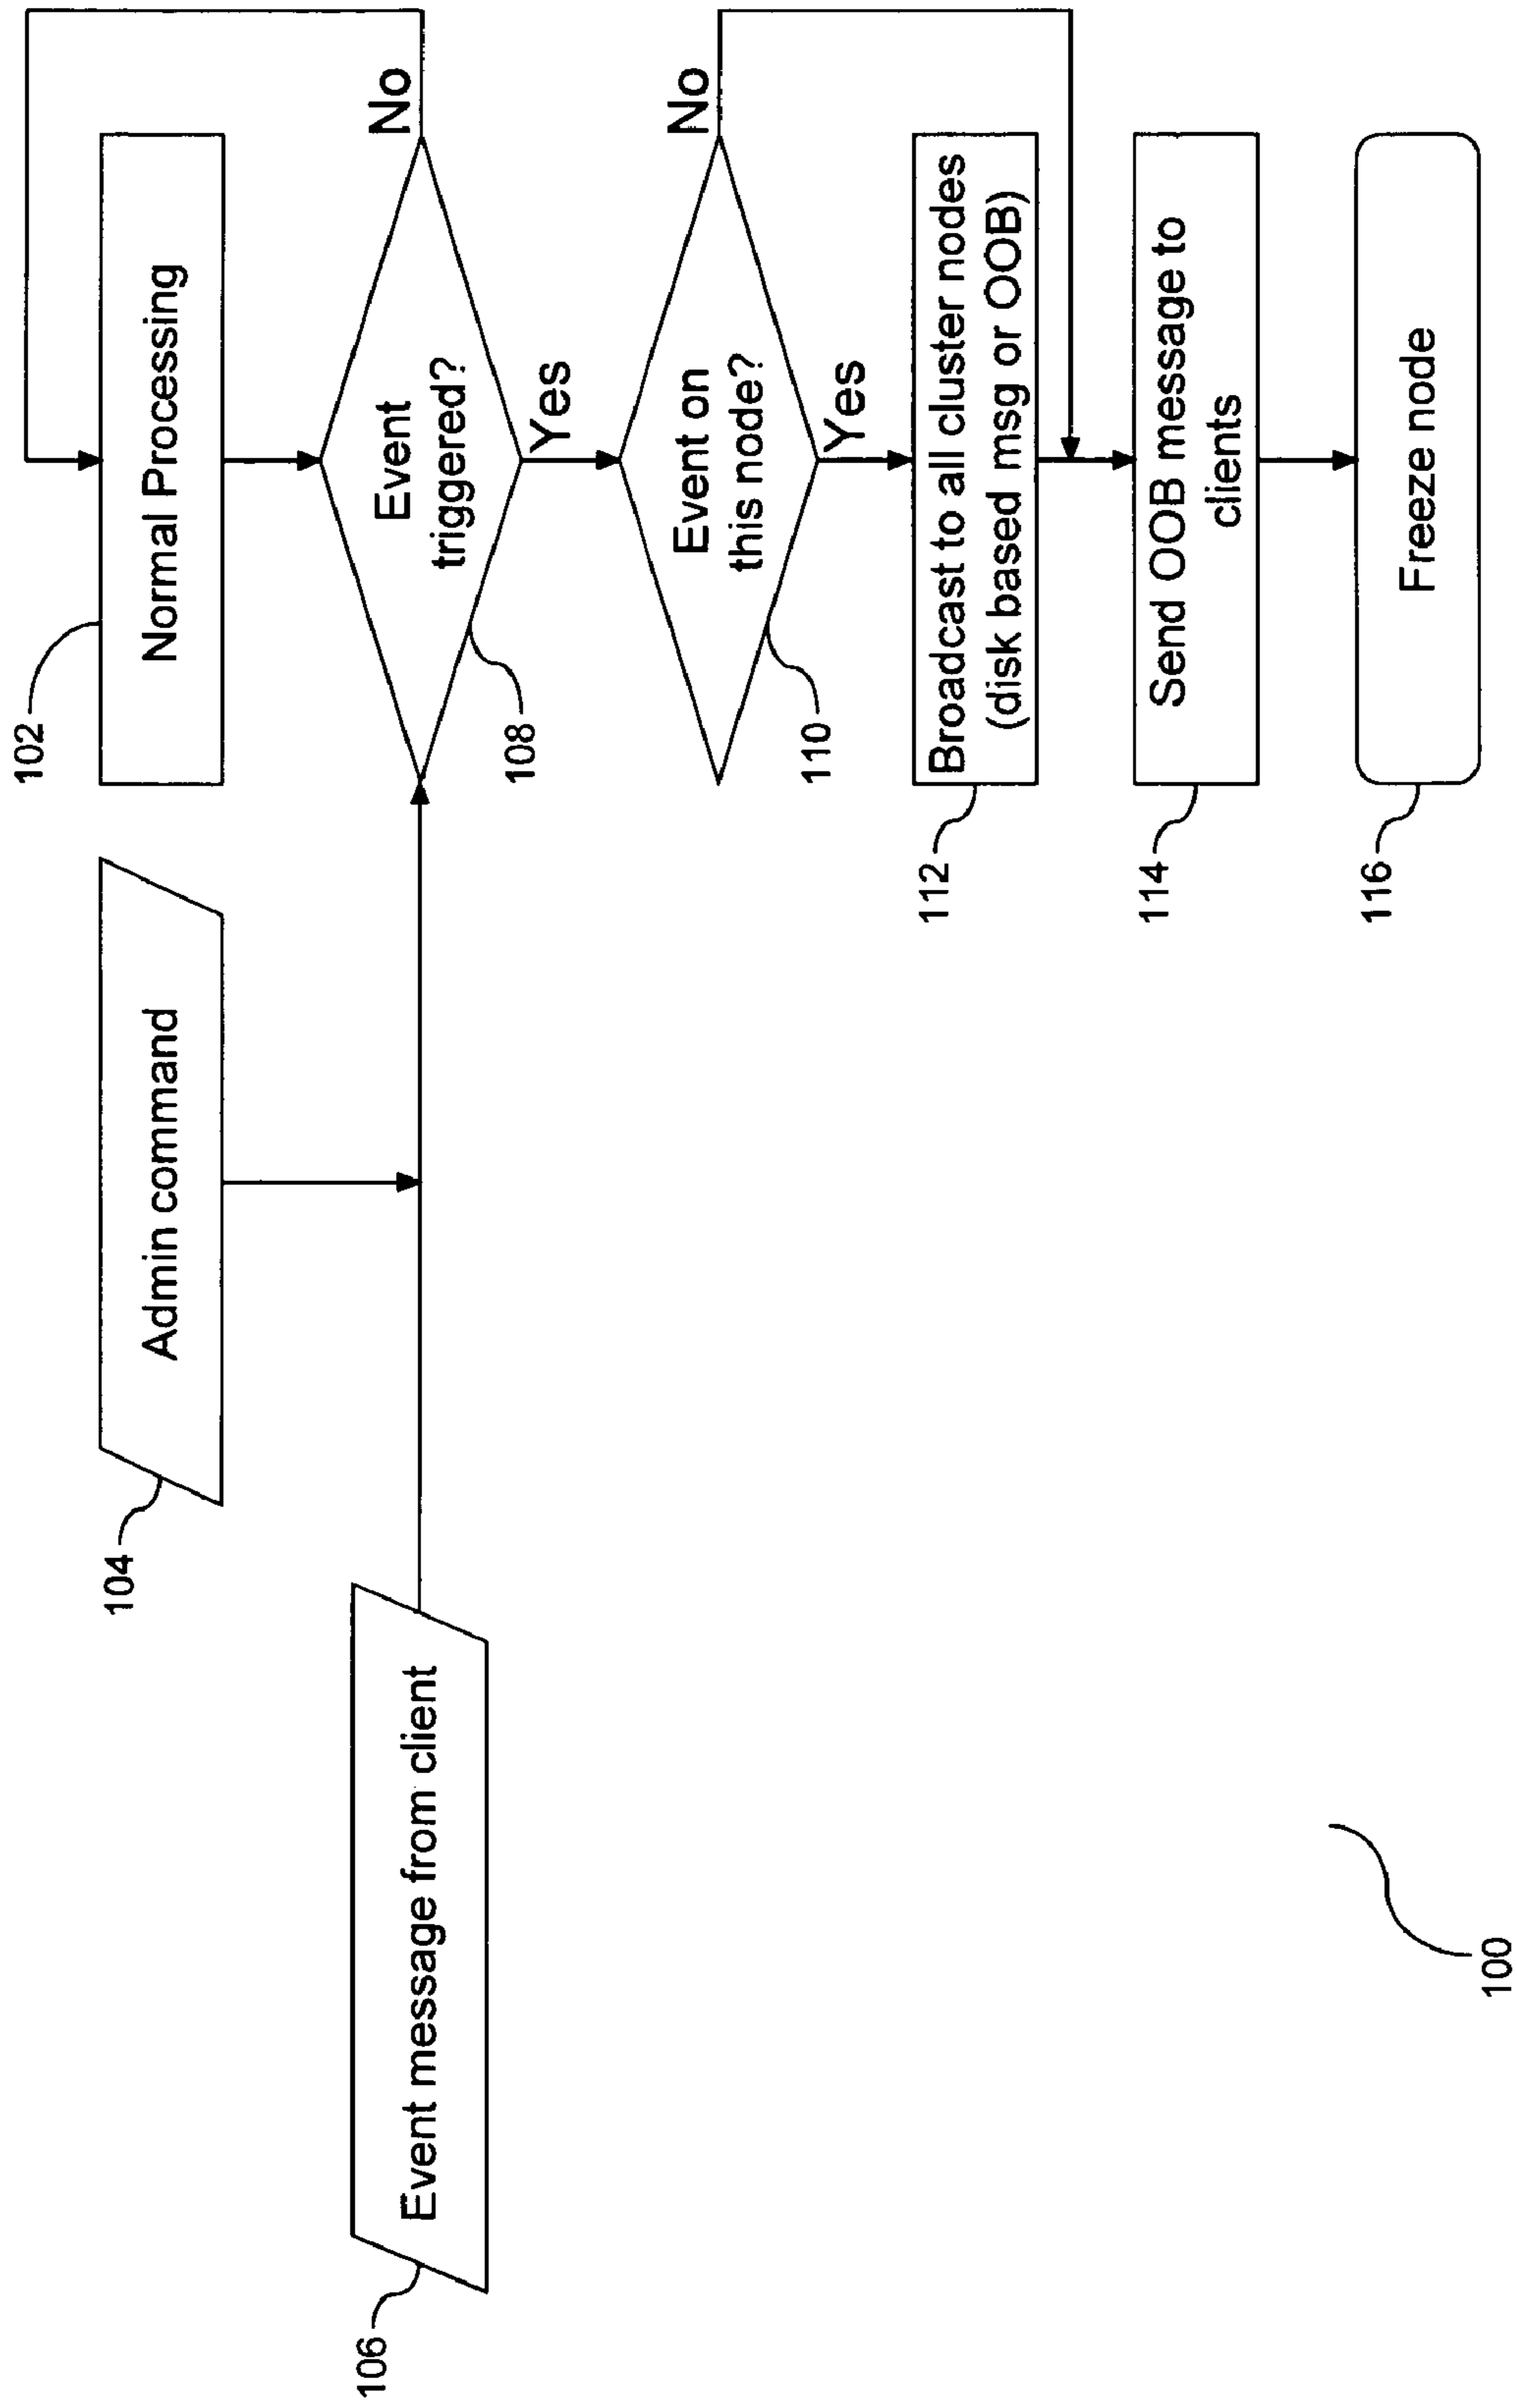 102
Normal Processing
104
Admin command
106
Event message from client
Event
triggered?
No
Yes
108
Event on
this node?
No
Yes
110
Broadcast to all cluster nodes
(disk based msg or OOB)
112
Send OOB message to
clients
114
Freeze node
116
100